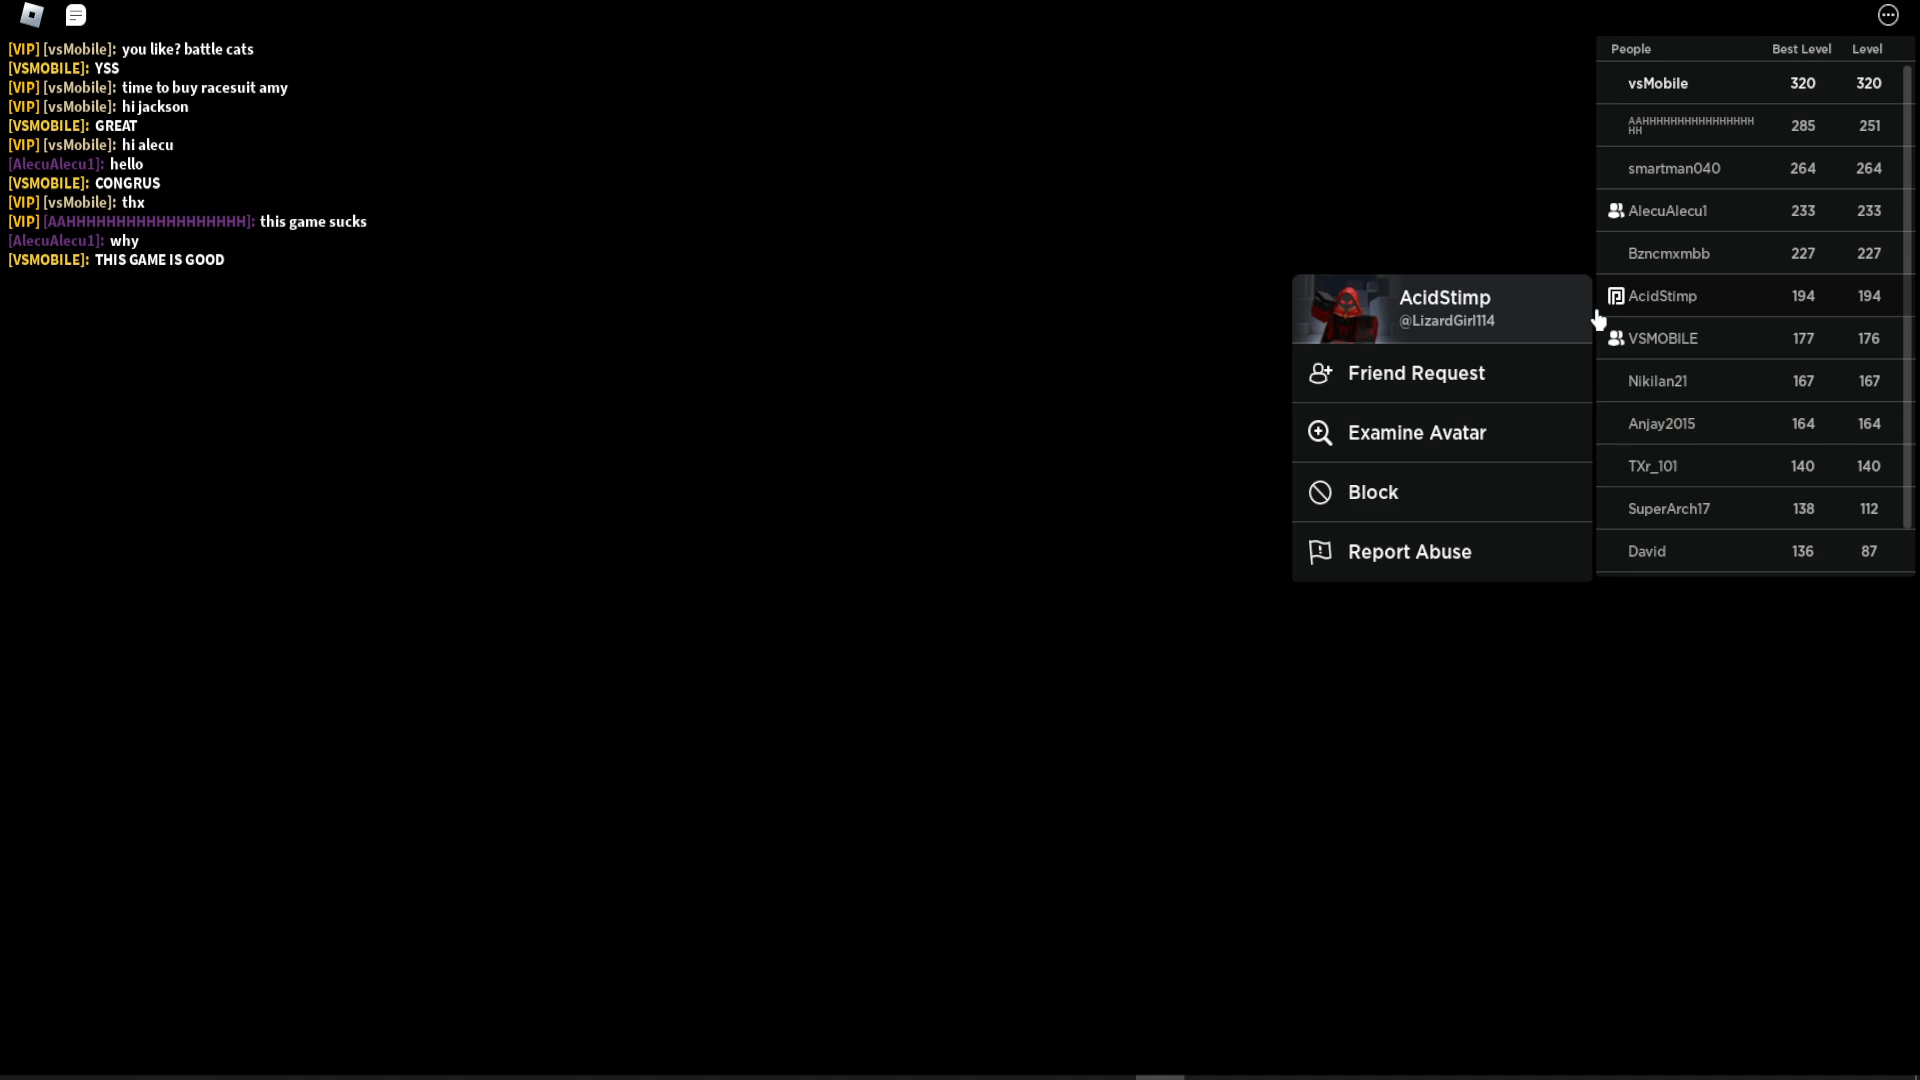 [VIP] [vsMobile]: you like? battle cats
[VSMOBILE]: YSS
[VIP] [vsMobile]: time to buy racesuit amy
[VIP] [vsMobile]: hi jackson
[VSMOBILE]: GREAT
[VIP] [vsMobile]: hi alecu
[AlecuAlecu1]: hello
[VSMOBILE]: CONGRUS
[VIP] [vsMobile]: thx
[VIP] [AAHHHHHHHHHHHHHHHHHH]: this game sucks
[AlecuAlecu1]: why
[VSMOBILE]: THIS GAME IS GOOD
People Best Level Level
vsMobile 320 320
AAHHHHHHHHHHHHHHHH
HH 285 251
smartman040 264 264
AlecuAlecu1 233 233
Bzncmxmbb 227 227
AcidStimp 194 194
VSMOBILE 177 176
Nikilan21 167 167
Anjay2015 164 164
TXr_101 140 140
SuperArch17 138 112
David 136 87
AcidStimp
@LizardGirl114
Friend Request
Examine Avatar
Block
Report Abuse